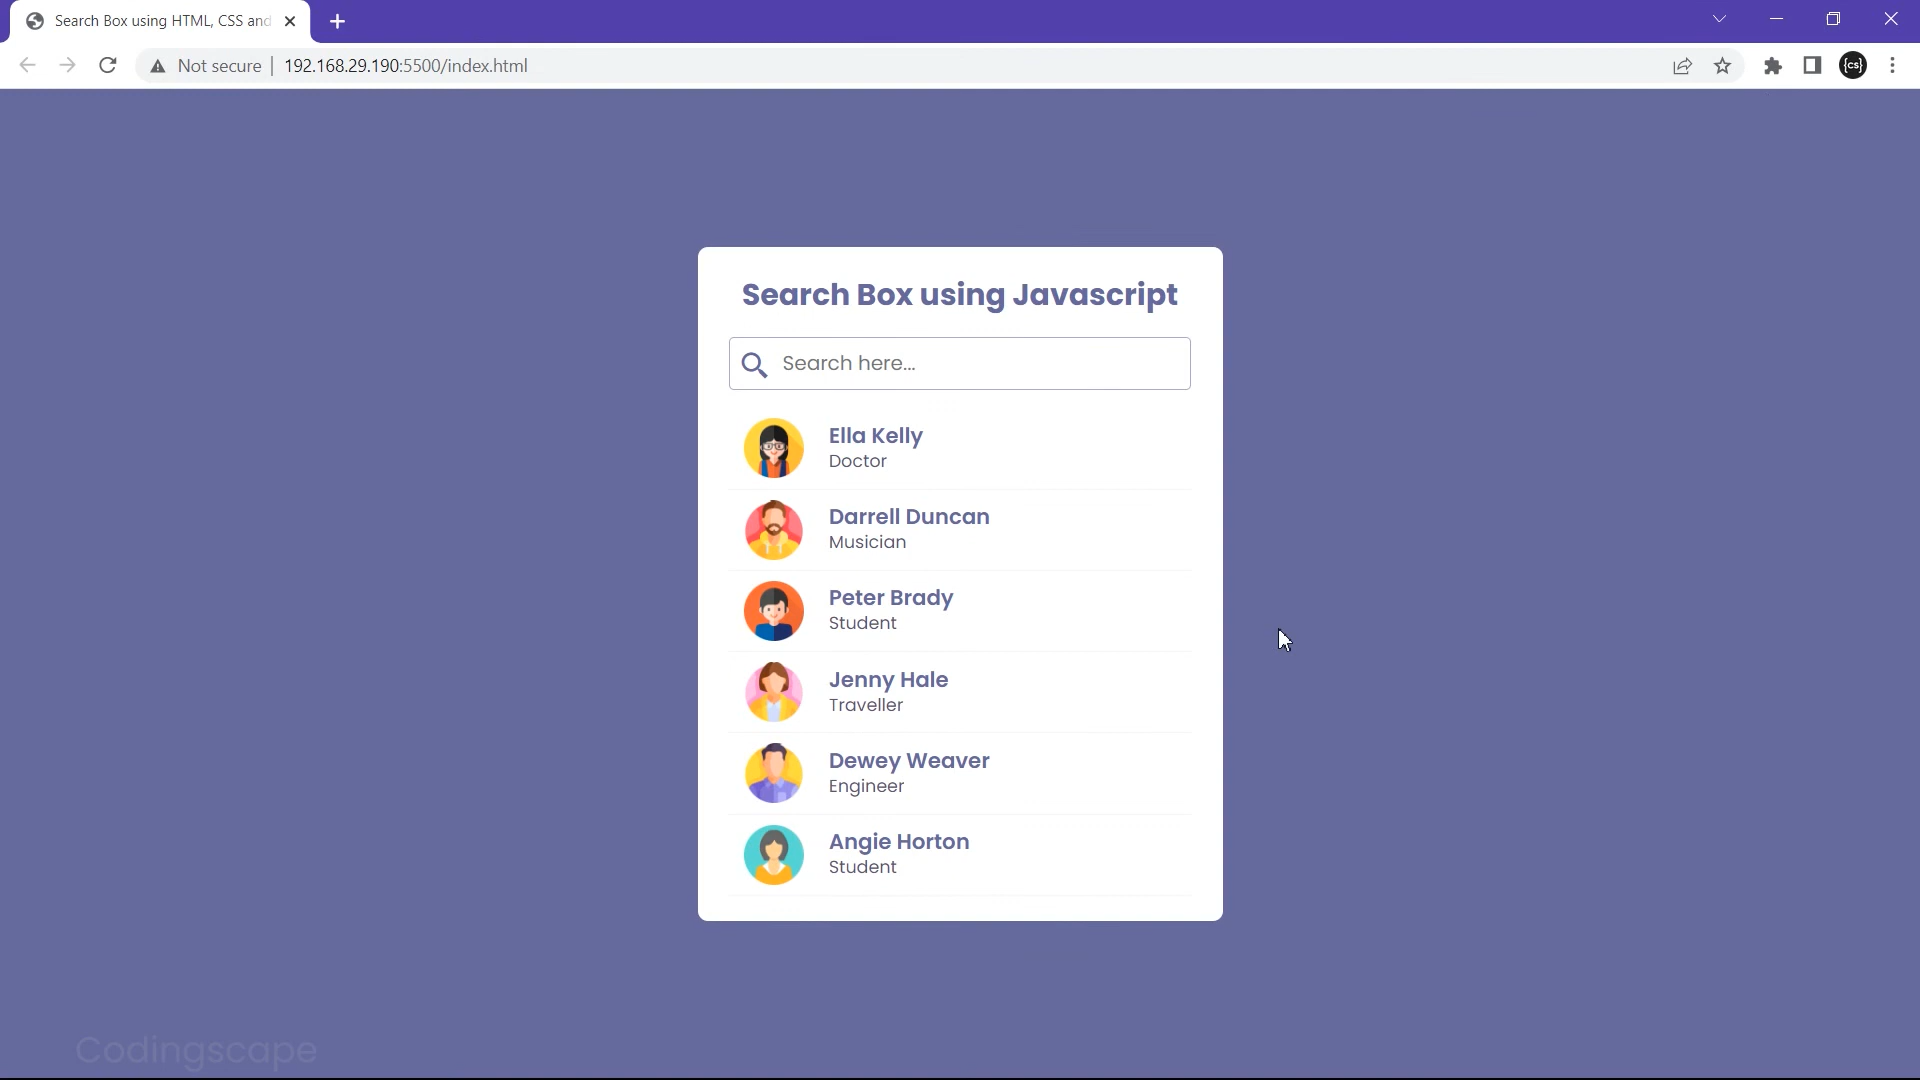 Search Box using HTML, CSS and
Not secure
192.168.29.190:5500/index.html
{cs}
Search Box using Javascript
Search here...
Ella Kelly
Doctor
Darrell Duncan
Musician
Peter Brady
Student
Jenny Hale
Traveller
Dewey Weaver
Engineer
Angie Horton
Student
Codingscape